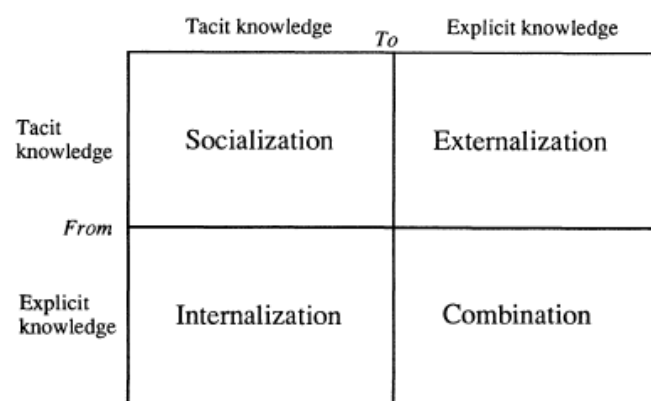 Tacit knowledge
To
Explicit knowledge
Tacit
knowledge
Socialization
Externalization
From
Explicit
knowledge
Internalization
Combination